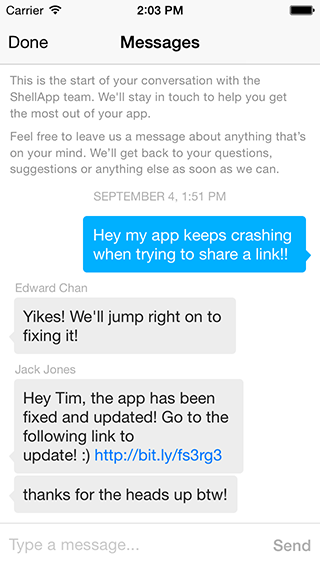 Carrier 2:03 PM
Done Messages
This is the start of your conversation with the
ShellApp team. We'll stay in touch to help you get
the most out of your app.
Feel free to leave us a message about anything that's
on your mind. We'll get back to your questions,
suggestions or anything else as soon as we can.
SEPTEMBER 4, 1:51 PM
Hey my app keeps crashing
when trying to share a link!!
Edward Chan
Yikes! We'll jump right on to
fixing it!
Jack Jones
Hey Tim, the app has been
fixed and updated! Go to the
following link to
update! :) http://bit.ly/fs3rg3
thanks for the heads up btw!
Type a message... Send